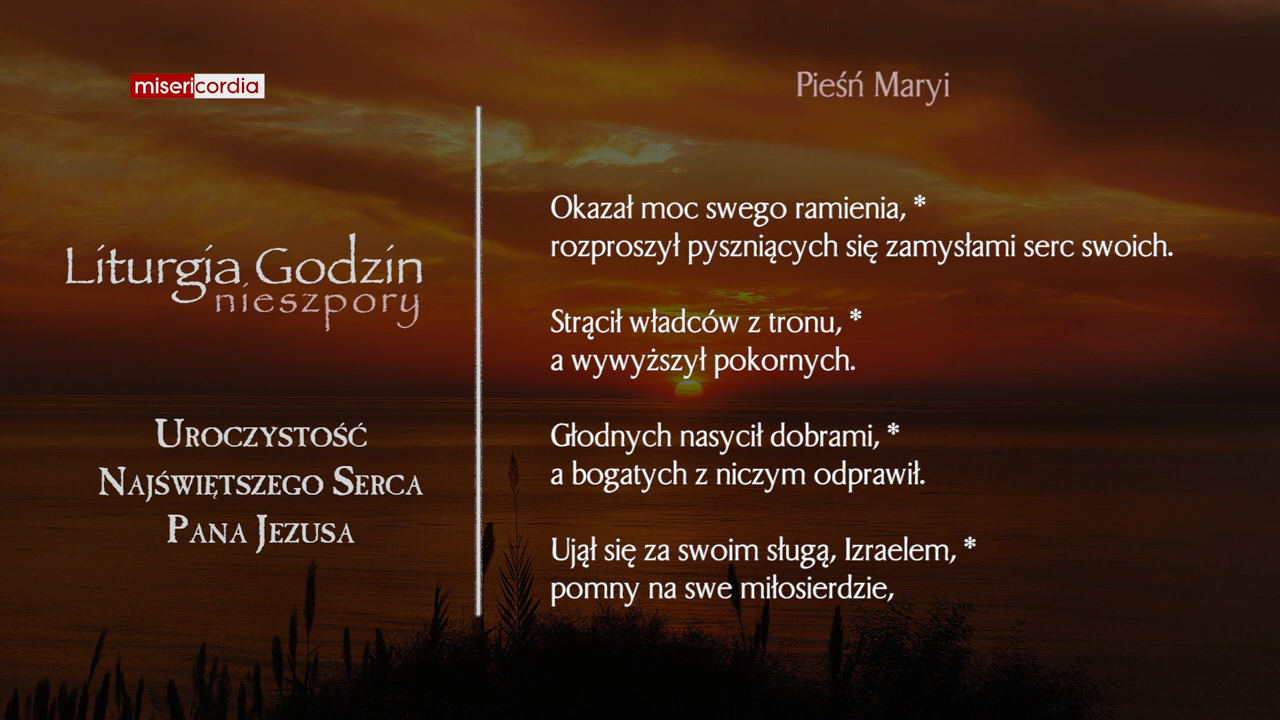 misericordia
Liturgia Godzin
nieszpory
Uroczystość
Najświętszego Serca
Pana Jezusa
Pieśń Maryi
Okazał moc swego ramienia, *
rozproszył pyszniących się zamysłami serc swoich.
Strącił władców z tronu, *
a wywyższył pokornych.
Głodnych nasycił dobrami, *
a bogatych z niczym odprawił.
Ujął się za swoim sługą, Izraelem, *
pomny na swe miłosierdzie,